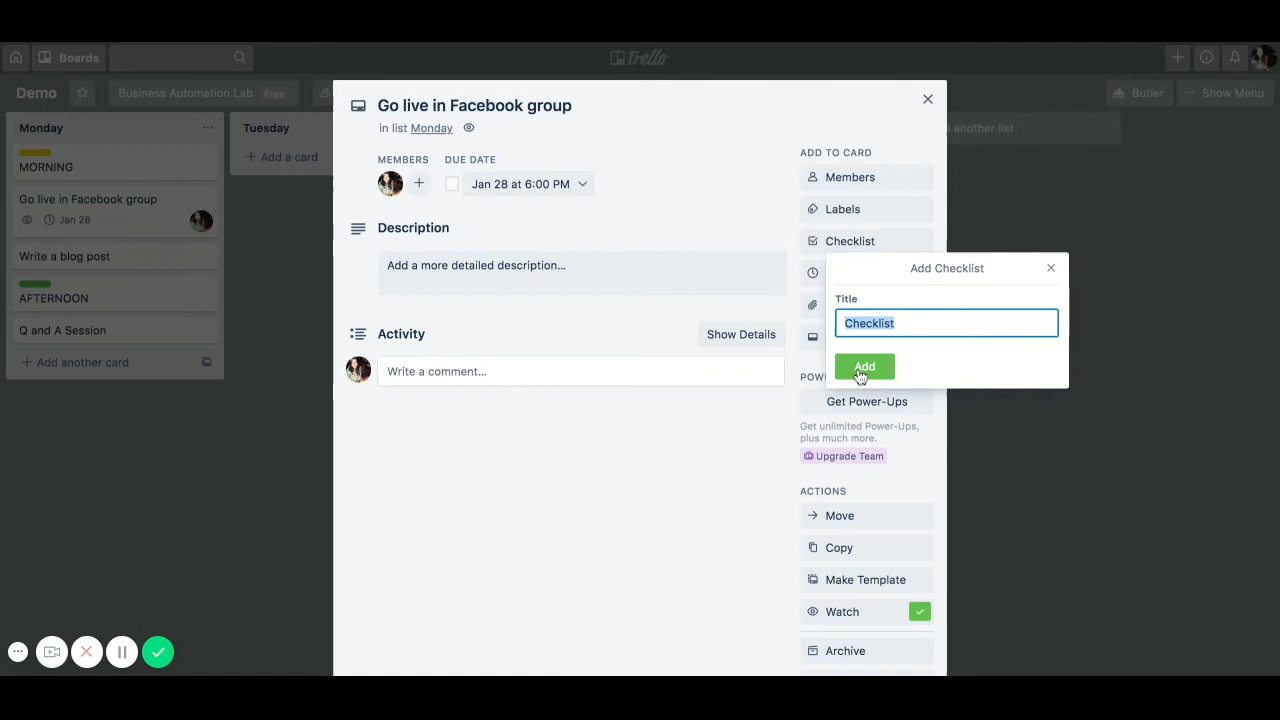 Boards
Trello
Demo
Business Automation Lab Free
Butler
Show Menu
Monday
MORNING
Go live in Facebook group
Jan 28
Write a blog post
AFTERNOON
Q and A Session
+ Add another card
Tuesday
+ Add a card
another list
Go live in Facebook group
in list Monday
MEMBERS
DUE DATE
Jan 28 at 6:00 PM
Description
Add a more detailed description...
Activity
Show Details
Write a comment...
ADD TO CARD
Members
Labels
Checklist
Add Checklist
Title
Checklist
Add
POW
Get Power-Ups
Get unlimited Power-Ups,
plus much more.
Upgrade Team
ACTIONS
Move
Copy
Make Template
Watch
Archive